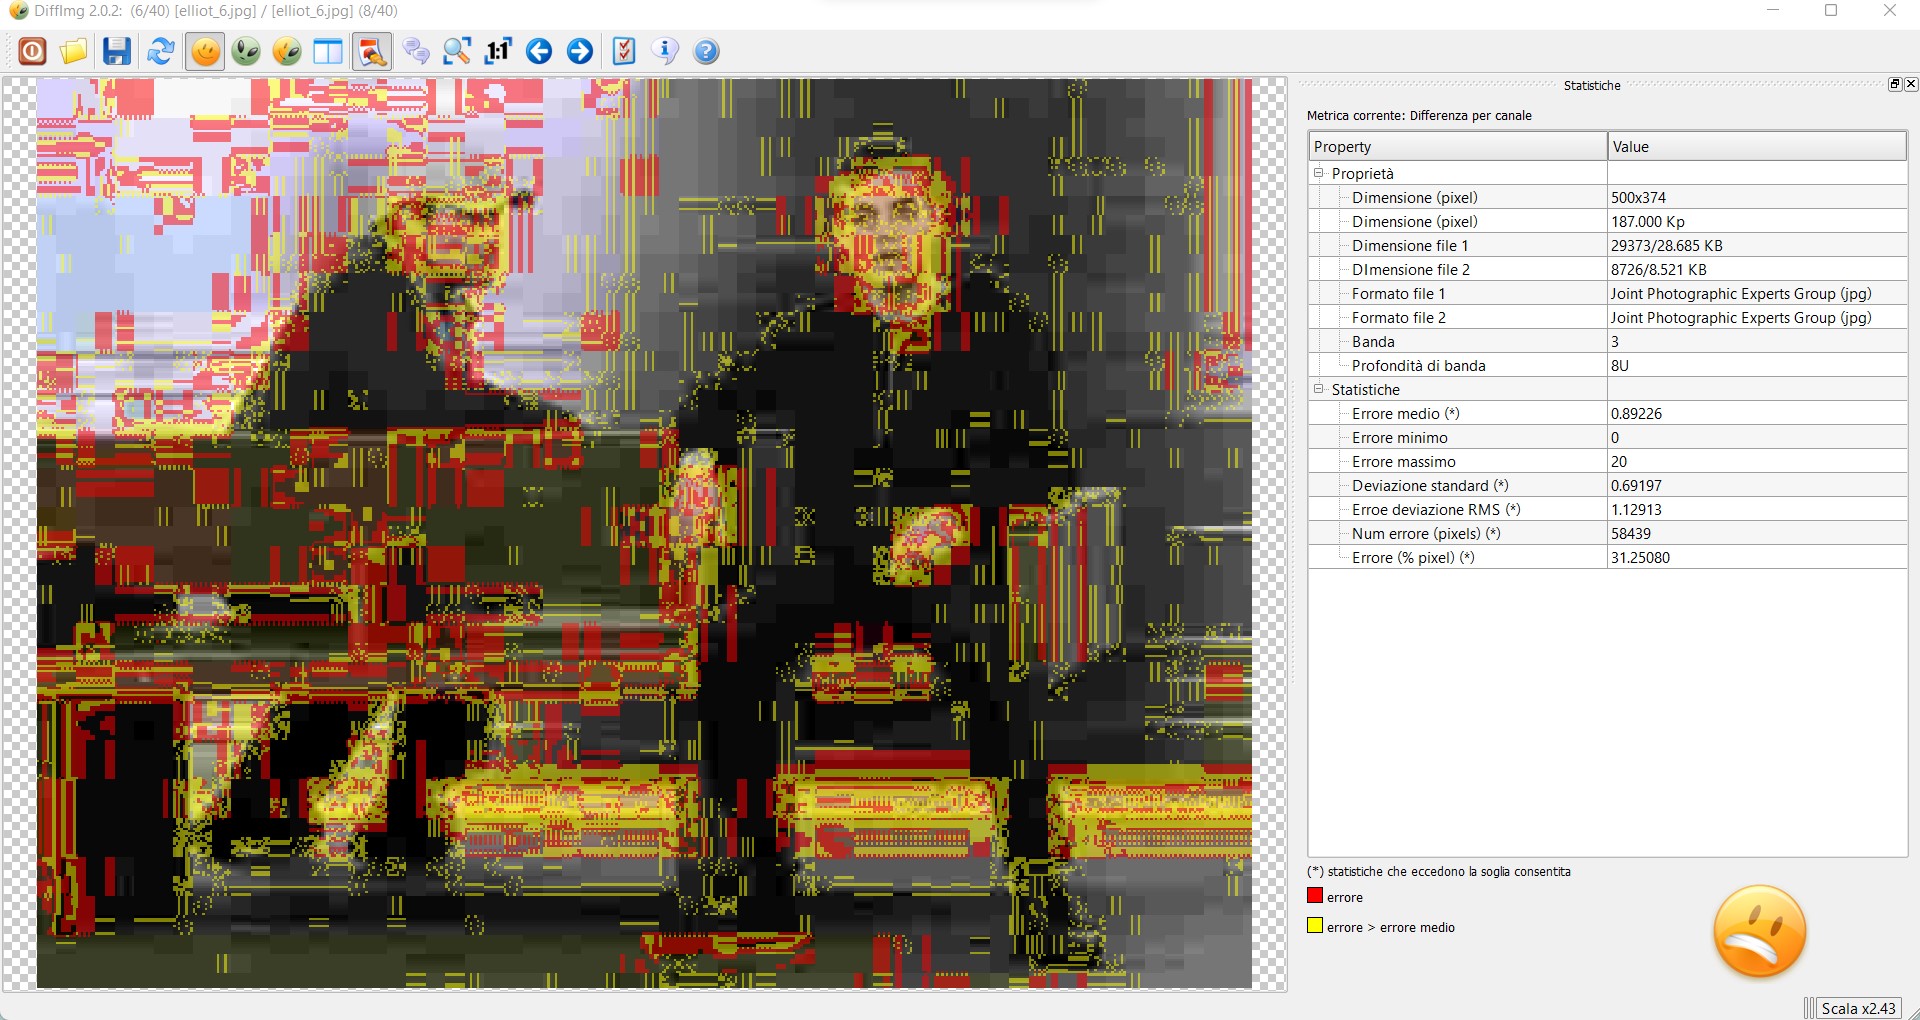 DiffImg 2.0.2:  (6/40) [elliot_6.jpg] / [elliot_6.jpg] (8/40)
1:1
Statistiche
Metrica corrente: Differenza per canale
Property Value
Proprietà
Dimensione (pixel) 500x374
Dimensione (pixel) 187.000 Kp
Dimensione file 1 29373/28.685 KB
DImensione file 2 8726/8.521 KB
Formato file 1 Joint Photographic Experts Group (jpg)
Formato file 2 Joint Photographic Experts Group (jpg)
Banda 3
Profondità di banda 8U
Statistiche
Errore medio (*) 0.89226
Errore minimo 0
Errore massimo 20
Deviazione standard (*) 0.69197
Erroe deviazione RMS (*) 1.12913
Num errore (pixels) (*) 58439
Errore (% pixel) (*) 31.25080
(*) statistiche che eccedono la soglia consentita
errore
errore > errore medio
Scala x2.43